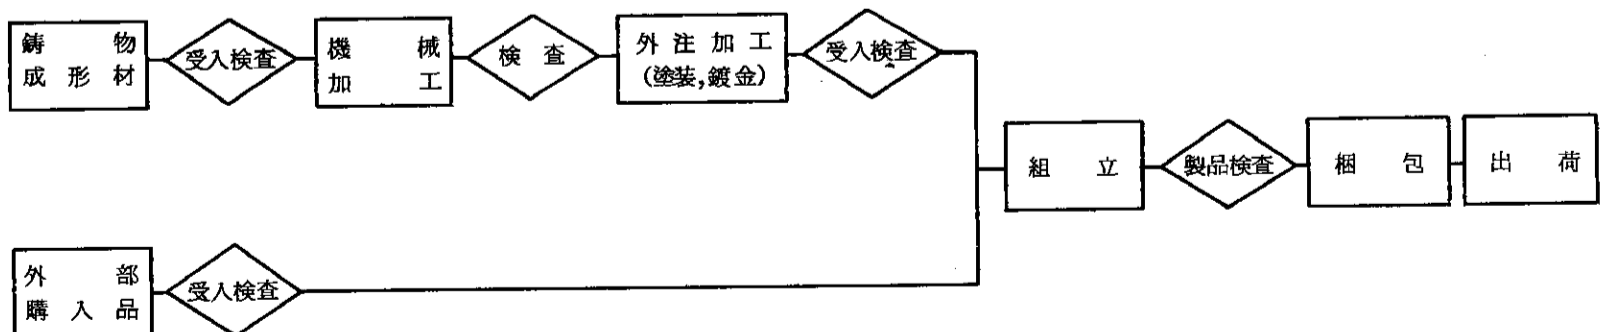 鋳物
成形材
受入検査
機械
加工
検査
外注加工
(塗装,鍍金)
受入検査
組立
製品検査
梱包
出荷
外部
購入品
受入検査